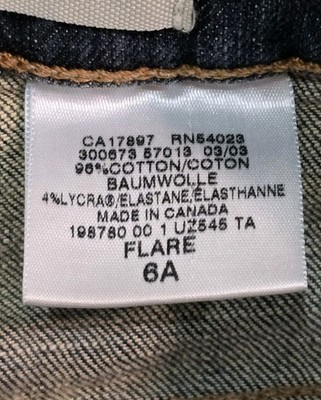 CA17897 RN54023
300673 57013 03/03
96%COTTON/COTON
BAUMWOLLE
4%LYCRA®/ELASTANE/ELASTHANNE
MADE IN CANADA
198780 00 1 UZ545 TA
FLARE
6A